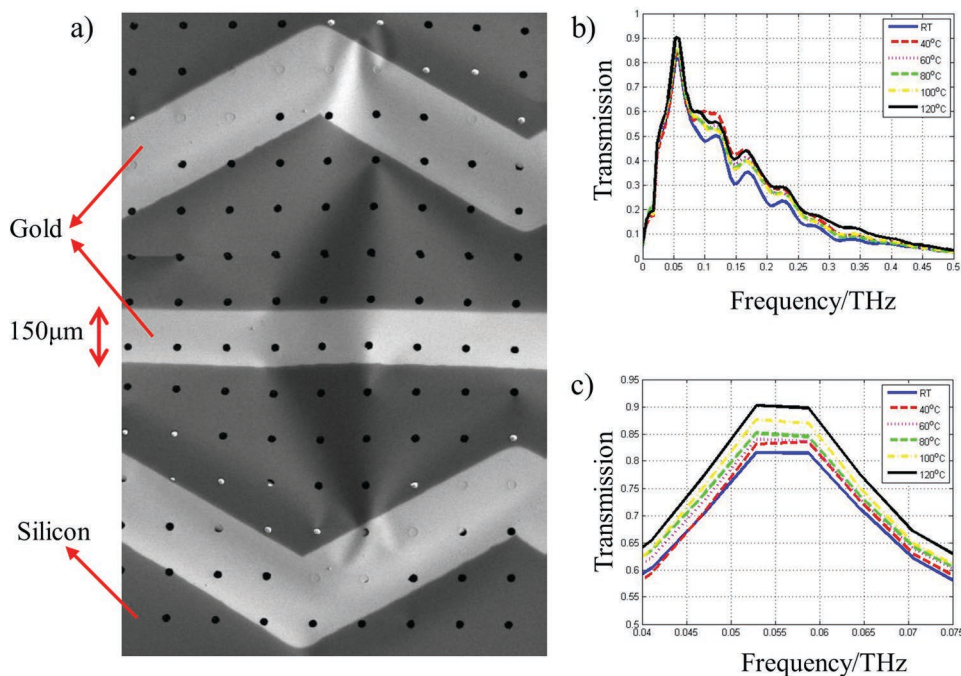 a)
Gold
150μm
Silicon
b)
Transmission
1
0.9
0.8
0.7
0.6
0.5
0.4
0.3
0.2
0.1
0
0 0.05 0.1 0.15 0.2 0.25 0.3 0.35 0.4 0.45 0.5
Frequency/THz
RT
40°C
60°C
80°C
100°C
120°C
c)
Transmission
0.95
0.9
0.85
0.8
0.75
0.7
0.65
0.6
0.55
0.5
0.04 0.045 0.05 0.055 0.06 0.065 0.07 0.075
Frequency/THz
RT
40°C
60°C
80°C
100°C
120°C